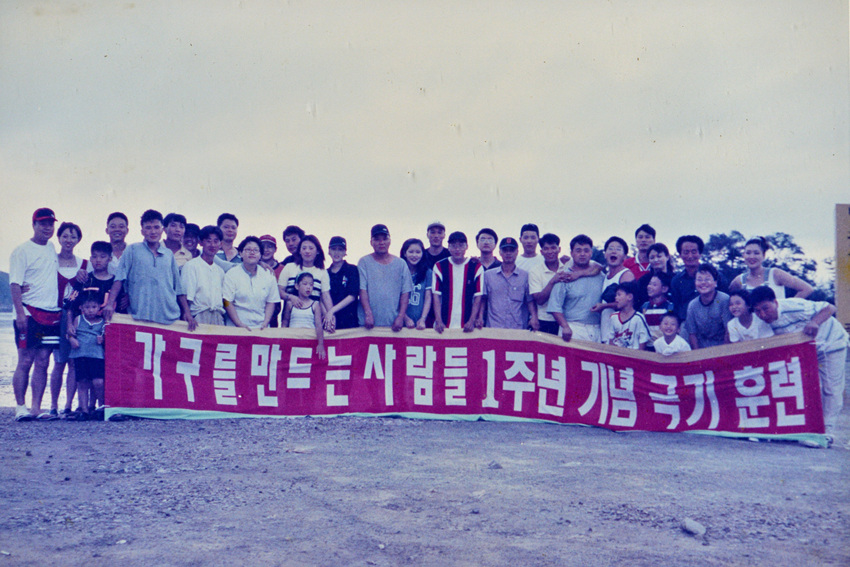 가구를 만드는 사람들 1주년 기념 극기 훈련